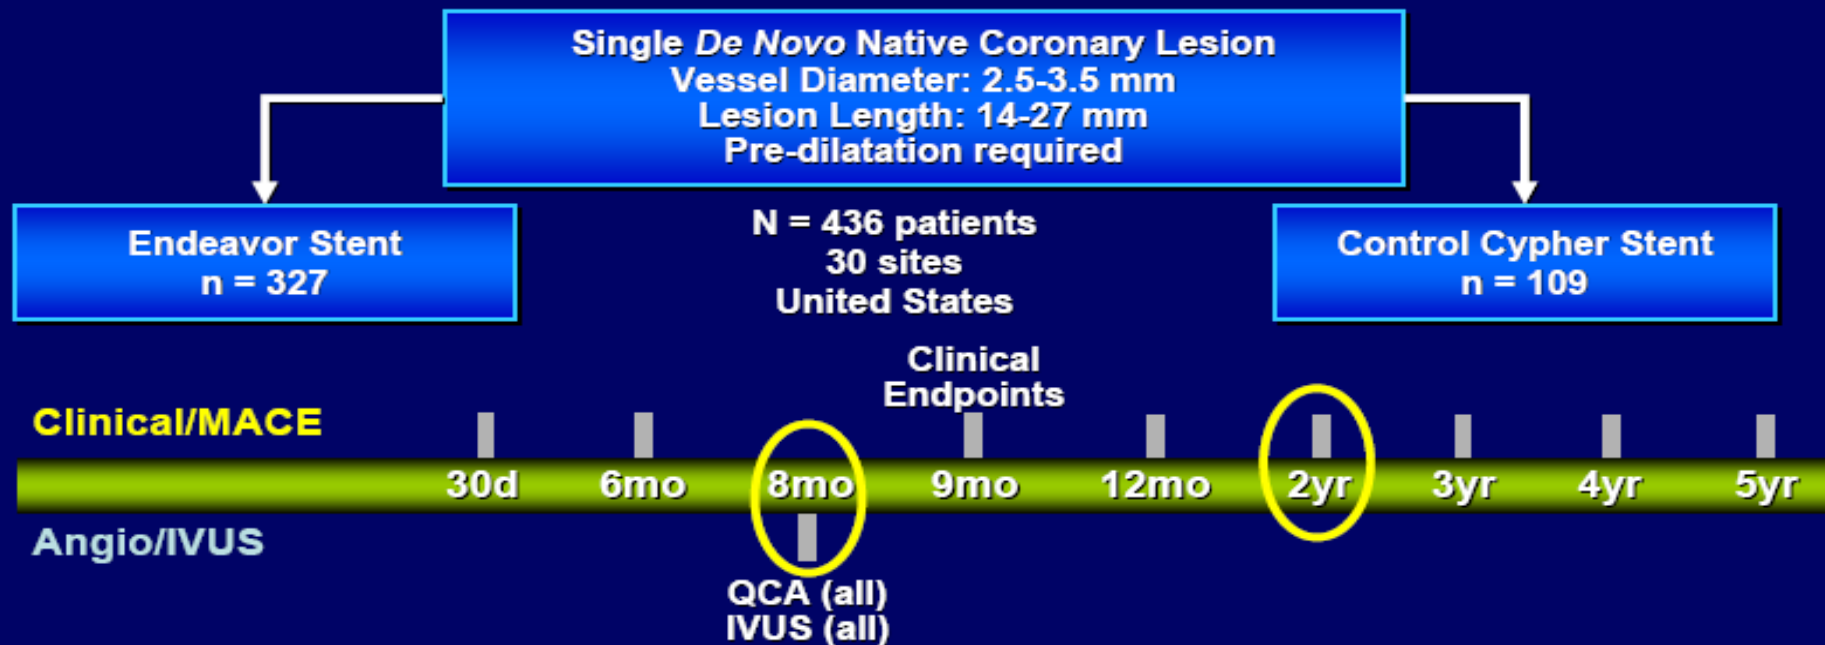 Single De Novo Native Coronary Lesion
Vessel Diameter: 2.5-3.5 mm
Lesion Length: 14-27 mm
Pre-dilatation required
Endeavor Stent
n = 327
N = 436 patients
30 sites
United States
Control Cypher Stent
n = 109
Clinical
Endpoints
Clinical/MACE
30d 6mo 8mo 9mo 12mo 2yr 3yr 4yr 5yr
Angio/IVUS
QCA (all)
IVUS (all)